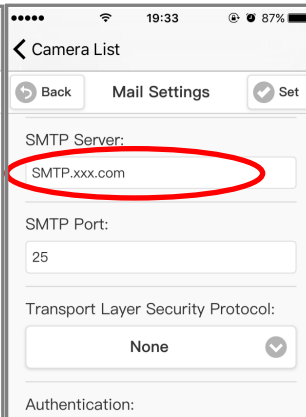 19:33 87%
Camera List
Back Mail Settings Set
SMTP Server:
SMTP.xxx.com
SMTP Port:
25
Transport Layer Security Protocol:
None
Authentication: